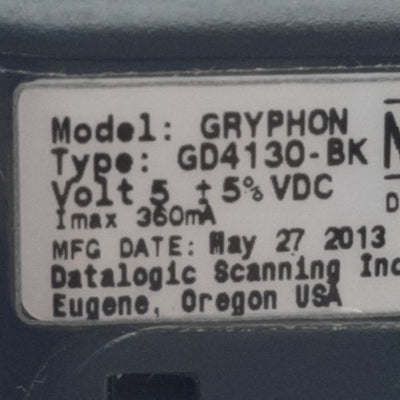 Model: GRYPHON
Type: GD4130-BK
Volt 5 ± 5% VDC
Imax 360mA
MFG DATE: May 27 2013
Datalogic Scanning Inc
Eugene, Oregon USA